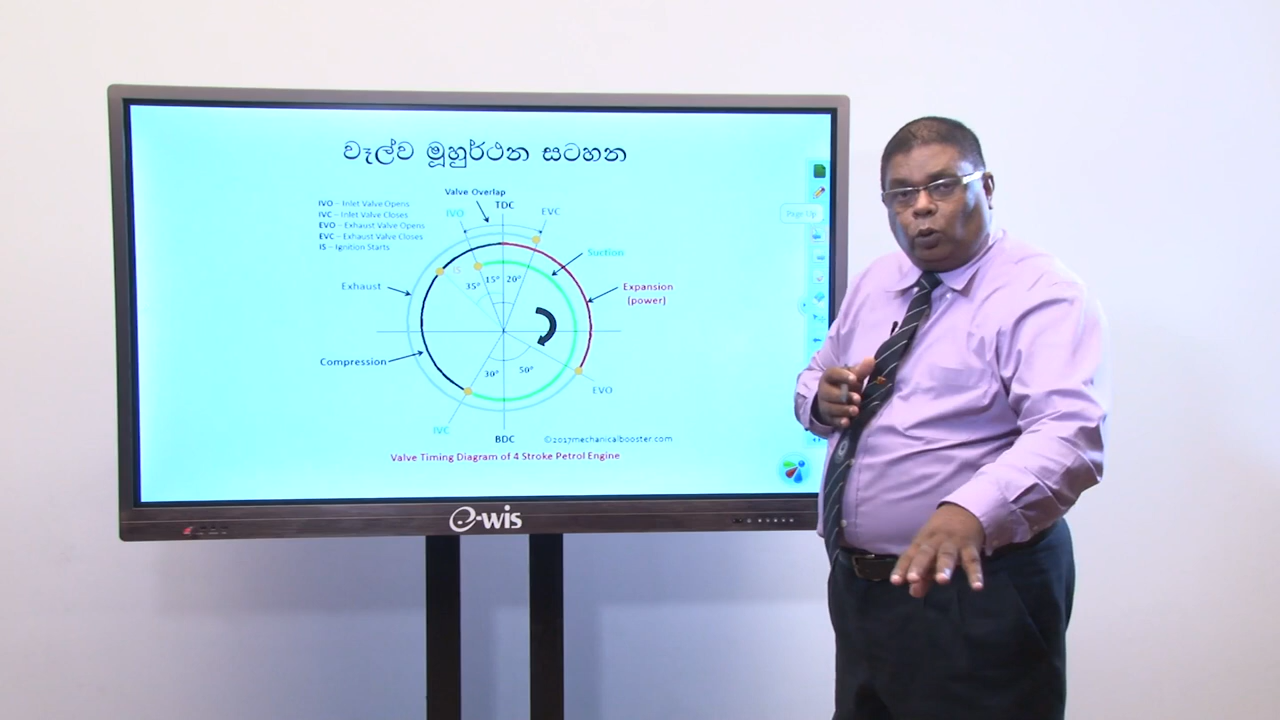 වැල්ව මූහුර්ථන සටහන
Valve Overlap
IVO – Inlet Valve Opens
IVC – Inlet Valve Closes
EVO – Exhaust Valve Opens
EVC – Exhaust Valve Closes
IS – Ignition Starts
TDC
IVO
EVC
IS
Suction
35° 15° 20°
Exhaust
Expansion
(power)
Compression
30° 50°
EVO
IVC
BDC
©2017mechanicalbooster.com
Valve Timing Diagram of 4 Stroke Petrol Engine
Page Up
e-wis